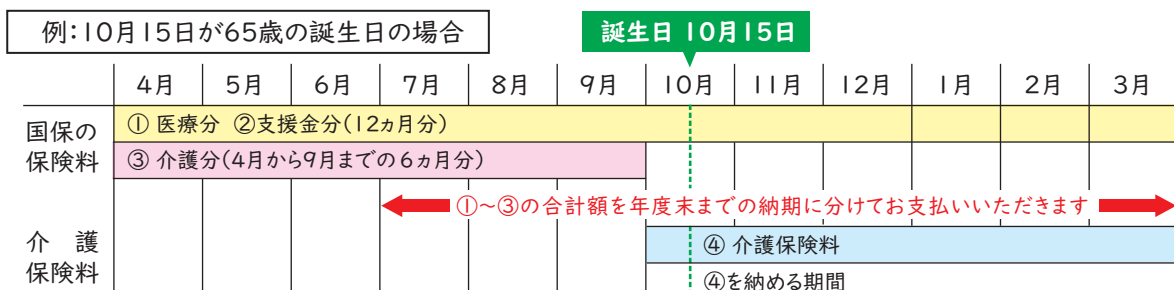 例:10月15日が65歳の誕生日の場合
誕生日 10月15日
4月 5月 6月 7月 8月 9月 10月 11月 12月 1月 2月 3月
国保の
保険料
① 医療分 ②支援金分(12ヵ月分)
③ 介護分(4月から9月までの6ヵ月分)
①～③の合計額を年度末までの納期に分けてお支払いいただきます
介 護
保険料
④ 介護保険料
④を納める期間